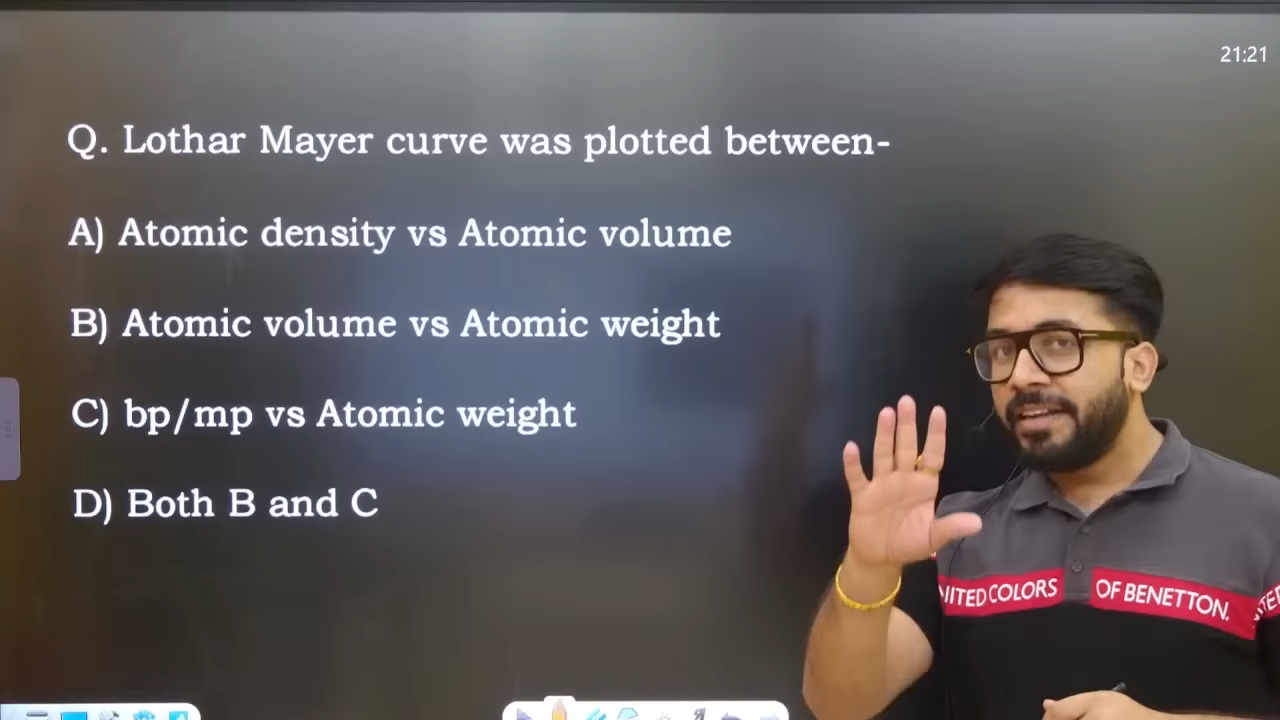 21:21
Q. Lothar Mayer curve was plotted between-
A) Atomic density vs Atomic volume
B) Atomic volume vs Atomic weight
C) bp/mp vs Atomic weight
D) Both B and C
NITED COLORS OF BENETTON.